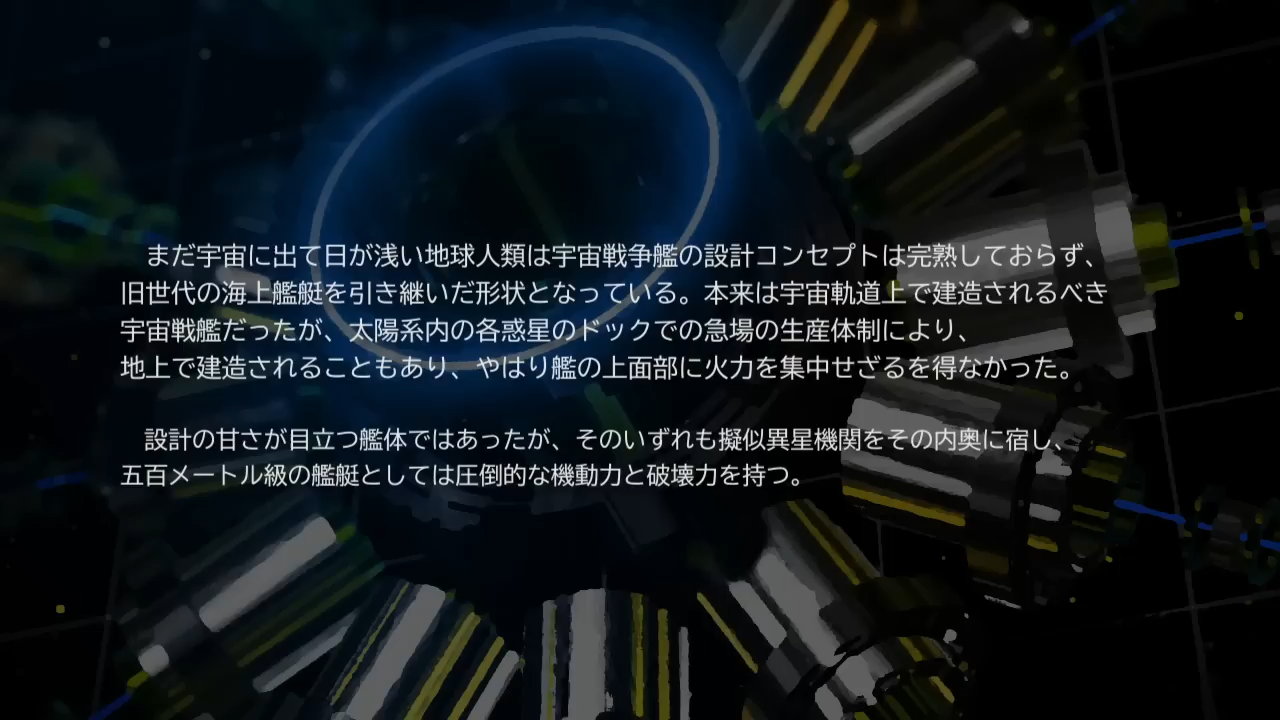 まだ宇宙に出て日が浅い地球人類は宇宙戦争艦の設計コンセプトは完熟しておらず、
旧世代の海上艦艇を引き継いだ形状となっている。本来は宇宙軌道上で建造されるべき
宇宙戦艦だったが、太陽系内の各惑星のドックでの急場の生産体制により、
地上で建造されることもあり、やはり艦の上面部に火力を集中せざるを得なかった。
設計の甘さが目立つ艦体ではあったが、そのいずれも擬似異星機関をその内奥に宿し、
五百メートル級の艦艇としては圧倒的な機動力と破壊力を持つ。